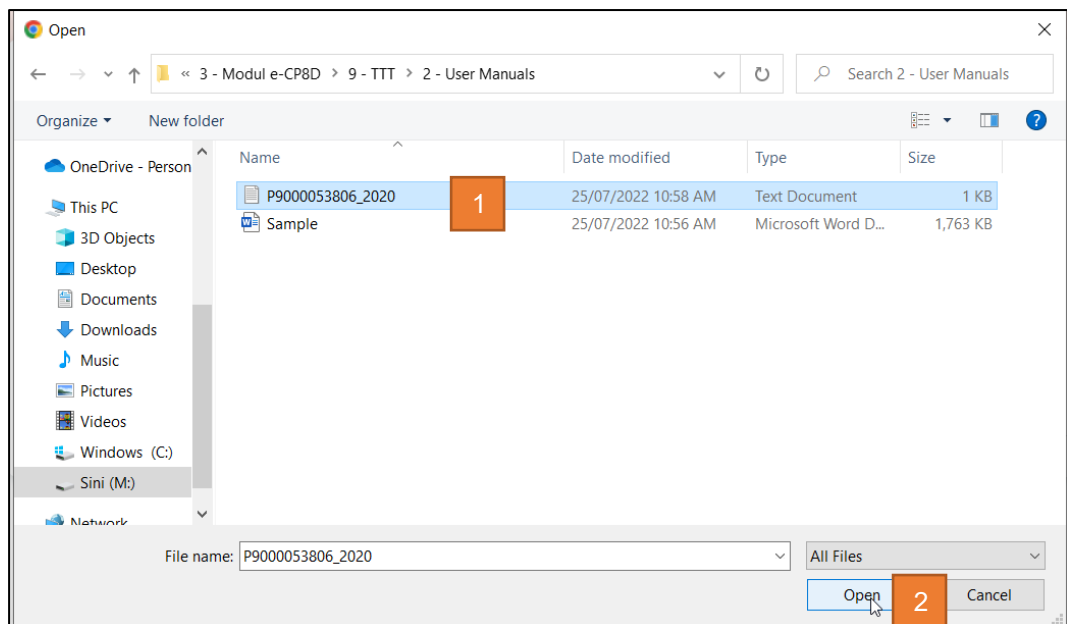 Open
« 3 - Modul e-CP8D > 9 - TTT > 2 - User Manuals
Search 2 - User Manuals
Organize New folder
?
OneDrive - Person
This PC
3D Objects
Desktop
Documents
Downloads
Music
Pictures
Videos
Windows (C:)
Sini (M:)
Network
Name Date modified Type Size
P9000053806_2020 1 25/07/2022 10:58 AM Text Document 1 KB
Sample 25/07/2022 10:56 AM Microsoft Word D... 1,763 KB
File name: P9000053806_2020 All Files
Open 2 Cancel